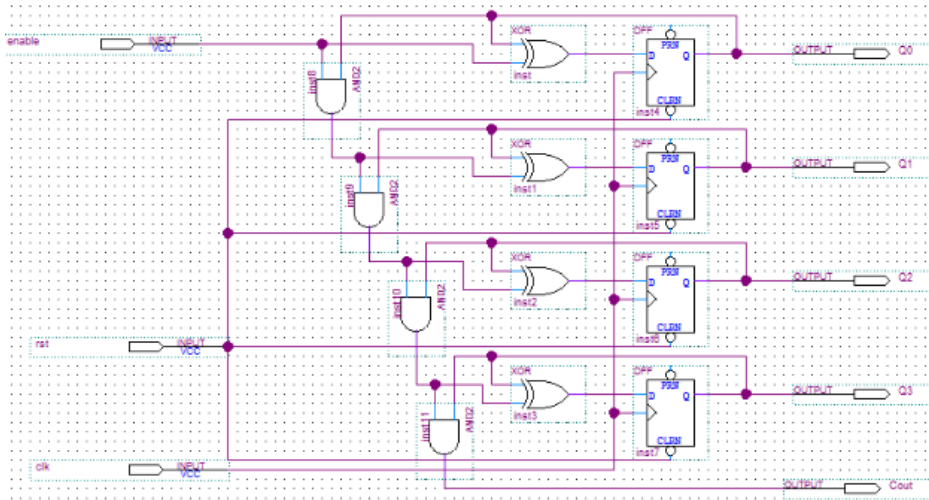 XOR
DFF
enable
INPUT
VCC
PRN
D
Q
OUTPUT
Q0
inst
inst8
AND2
CLRN
inst4
XOR
DFF
PRN
D
Q
OUTPUT
Q1
inst1
inst9
AND2
CLRN
inst5
XOR
DFF
PRN
D
Q
OUTPUT
Q2
inst2
inst10
AND2
CLRN
inst6
rst
INPUT
VCC
XOR
DFF
PRN
D
Q
OUTPUT
Q3
inst3
inst11
AND2
CLRN
inst7
clk
INPUT
VCC
OUTPUT
Cout